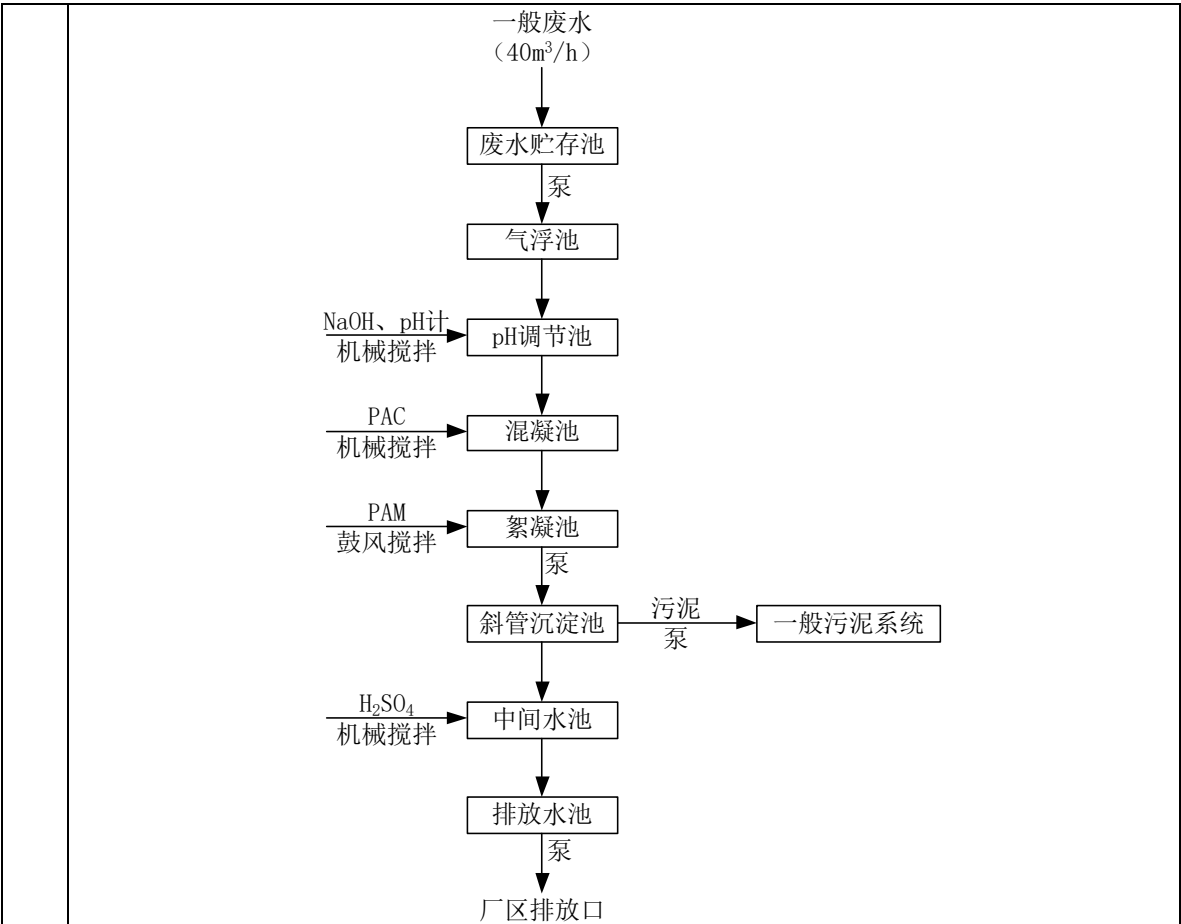 一般废水
（40m³/h）
废水贮存池
泵
气浮池
NaOH、pH计
机械搅拌
pH调节池
PAC
机械搅拌
混凝池
PAM
鼓风搅拌
絮凝池
泵
斜管沉淀池
污泥
泵
一般污泥系统
H₂SO₄
机械搅拌
中间水池
排放水池
泵
厂区排放口